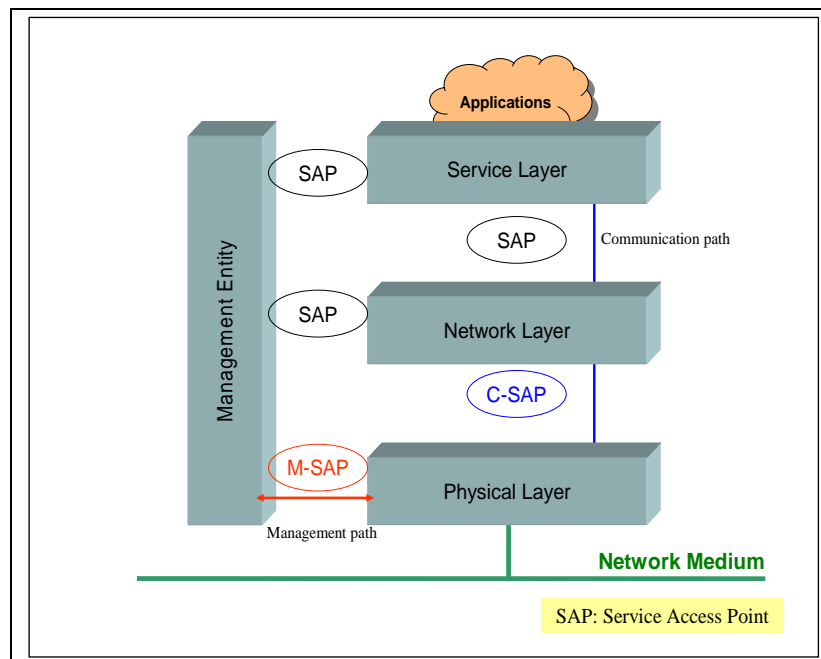 Applications
SAP
Service Layer
SAP
Communication path
Management Entity
SAP
Network Layer
C-SAP
M-SAP
Physical Layer
Management path
Network Medium
SAP: Service Access Point